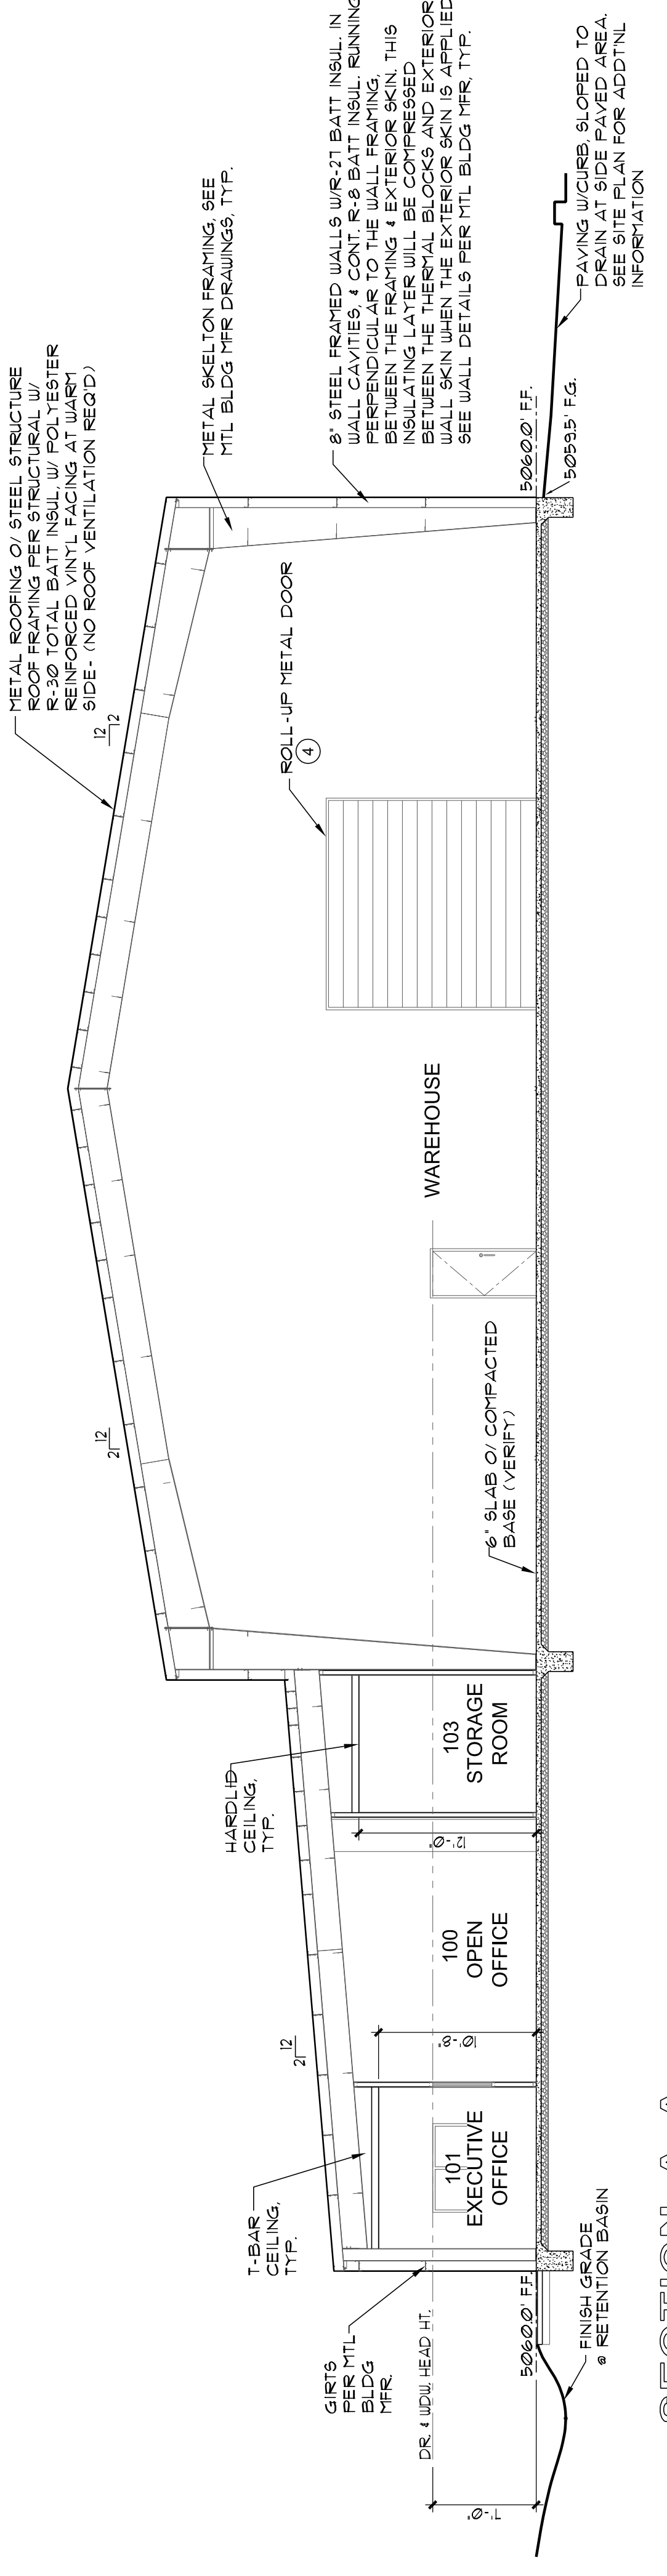 METAL ROOFING O/ STEEL STRUCTURE
ROOF FRAMING PER STRUCTURAL W/
R-30 TOTAL BATT INSUL, W/ POLYESTER
REINFORCED VINYL FACING AT WARM
SIDE- (NO ROOF VENTILATION REQ'D)
12
2
12
2
METAL SKELTON FRAMING, SEE
MTL BLDG MFR DRAWINGS, TYP.
ROLL-UP METAL DOOR
4
8" STEEL FRAMED WALLS W/R-27 BATT INSUL. IN
WALL CAVITIES, & CONT. R-8 BATT INSUL. RUNNING
PERPENDICULAR TO THE WALL FRAMING,
BETWEEN THE FRAMING & EXTERIOR SKIN. THIS
INSULATING LAYER WILL BE COMPRESSED
BETWEEN THE THERMAL BLOCKS AND EXTERIOR
WALL SKIN WHEN THE EXTERIOR SKIN IS APPLIED
SEE WALL DETAILS PER MTL BLDG MFR, TYP.
HARDLID
CEILING,
TYP.
12
2
T-BAR
CEILING,
TYP.
GIRTS
PER MTL
BLDG
MFR.
DR. & WDW. HEAD HT.
7'-0"
101
EXECUTIVE
OFFICE
10'-8"
100
OPEN
OFFICE
12'-0"
103
STORAGE
ROOM
WAREHOUSE
6" SLAB O/ COMPACTED
BASE (VERIFY)
5060.0' F.F.
5060.0' F.F.
5059.5' F.G.
FINISH GRADE
@ RETENTION BASIN
PAVING W/CURB, SLOPED TO
DRAIN AT SIDE PAVED AREA.
SEE SITE PLAN FOR ADDT'NL
INFORMATION